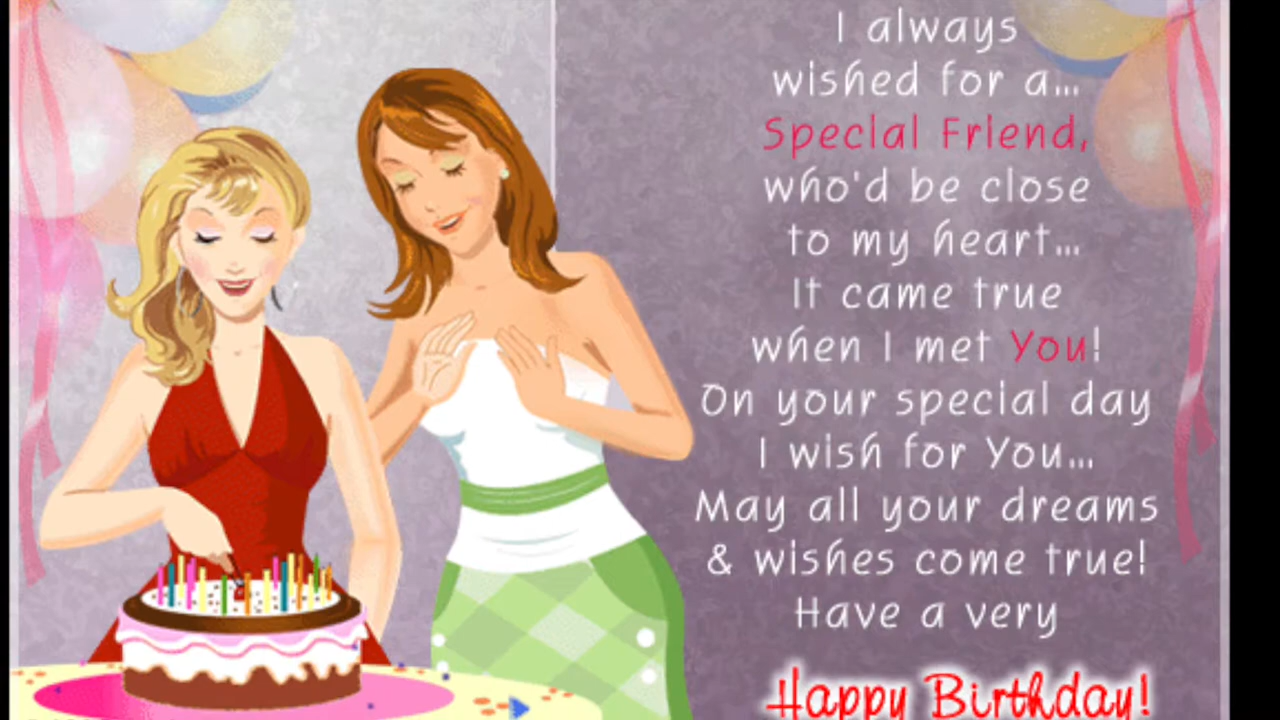 I always
wished for a...
Special Friend,
who'd be close
to my heart...
It came true
when I met You!
On your special day
I wish for You...
May all your dreams
& wishes come true!
Have a very
Happy Birthday!